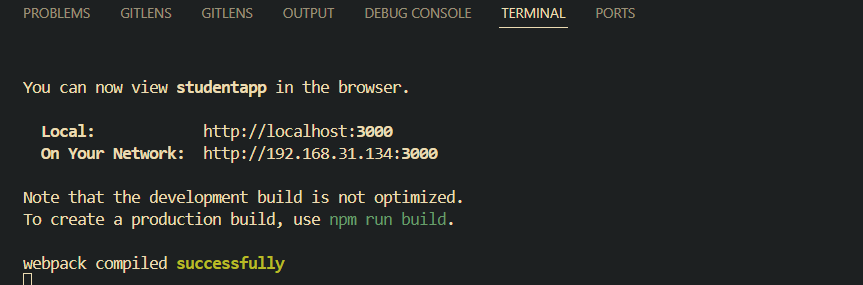 PROBLEMS GITLENS GITLENS OUTPUT DEBUG CONSOLE TERMINAL PORTS
You can now view studentapp in the browser.
Local: http://localhost:3000
On Your Network: http://192.168.31.134:3000
Note that the development build is not optimized.
To create a production build, use npm run build.
webpack compiled successfully